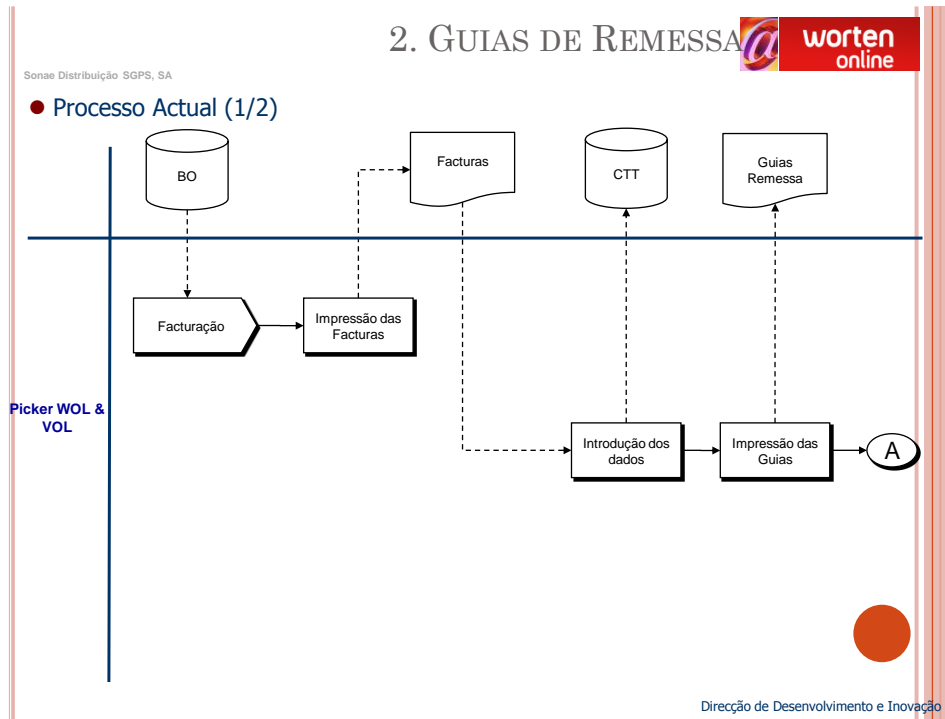 2. GUIAS DE REMESSA
worten
online
Sonae Distribuição SGPS, SA
Processo Actual (1/2)
BO
Facturas
CTT
Guias
Remessa
Facturação
Impressão das
Facturas
Picker WOL &
VOL
Introdução dos
dados
Impressão das
Guias
A
Direcção de Desenvolvimento e Inovação